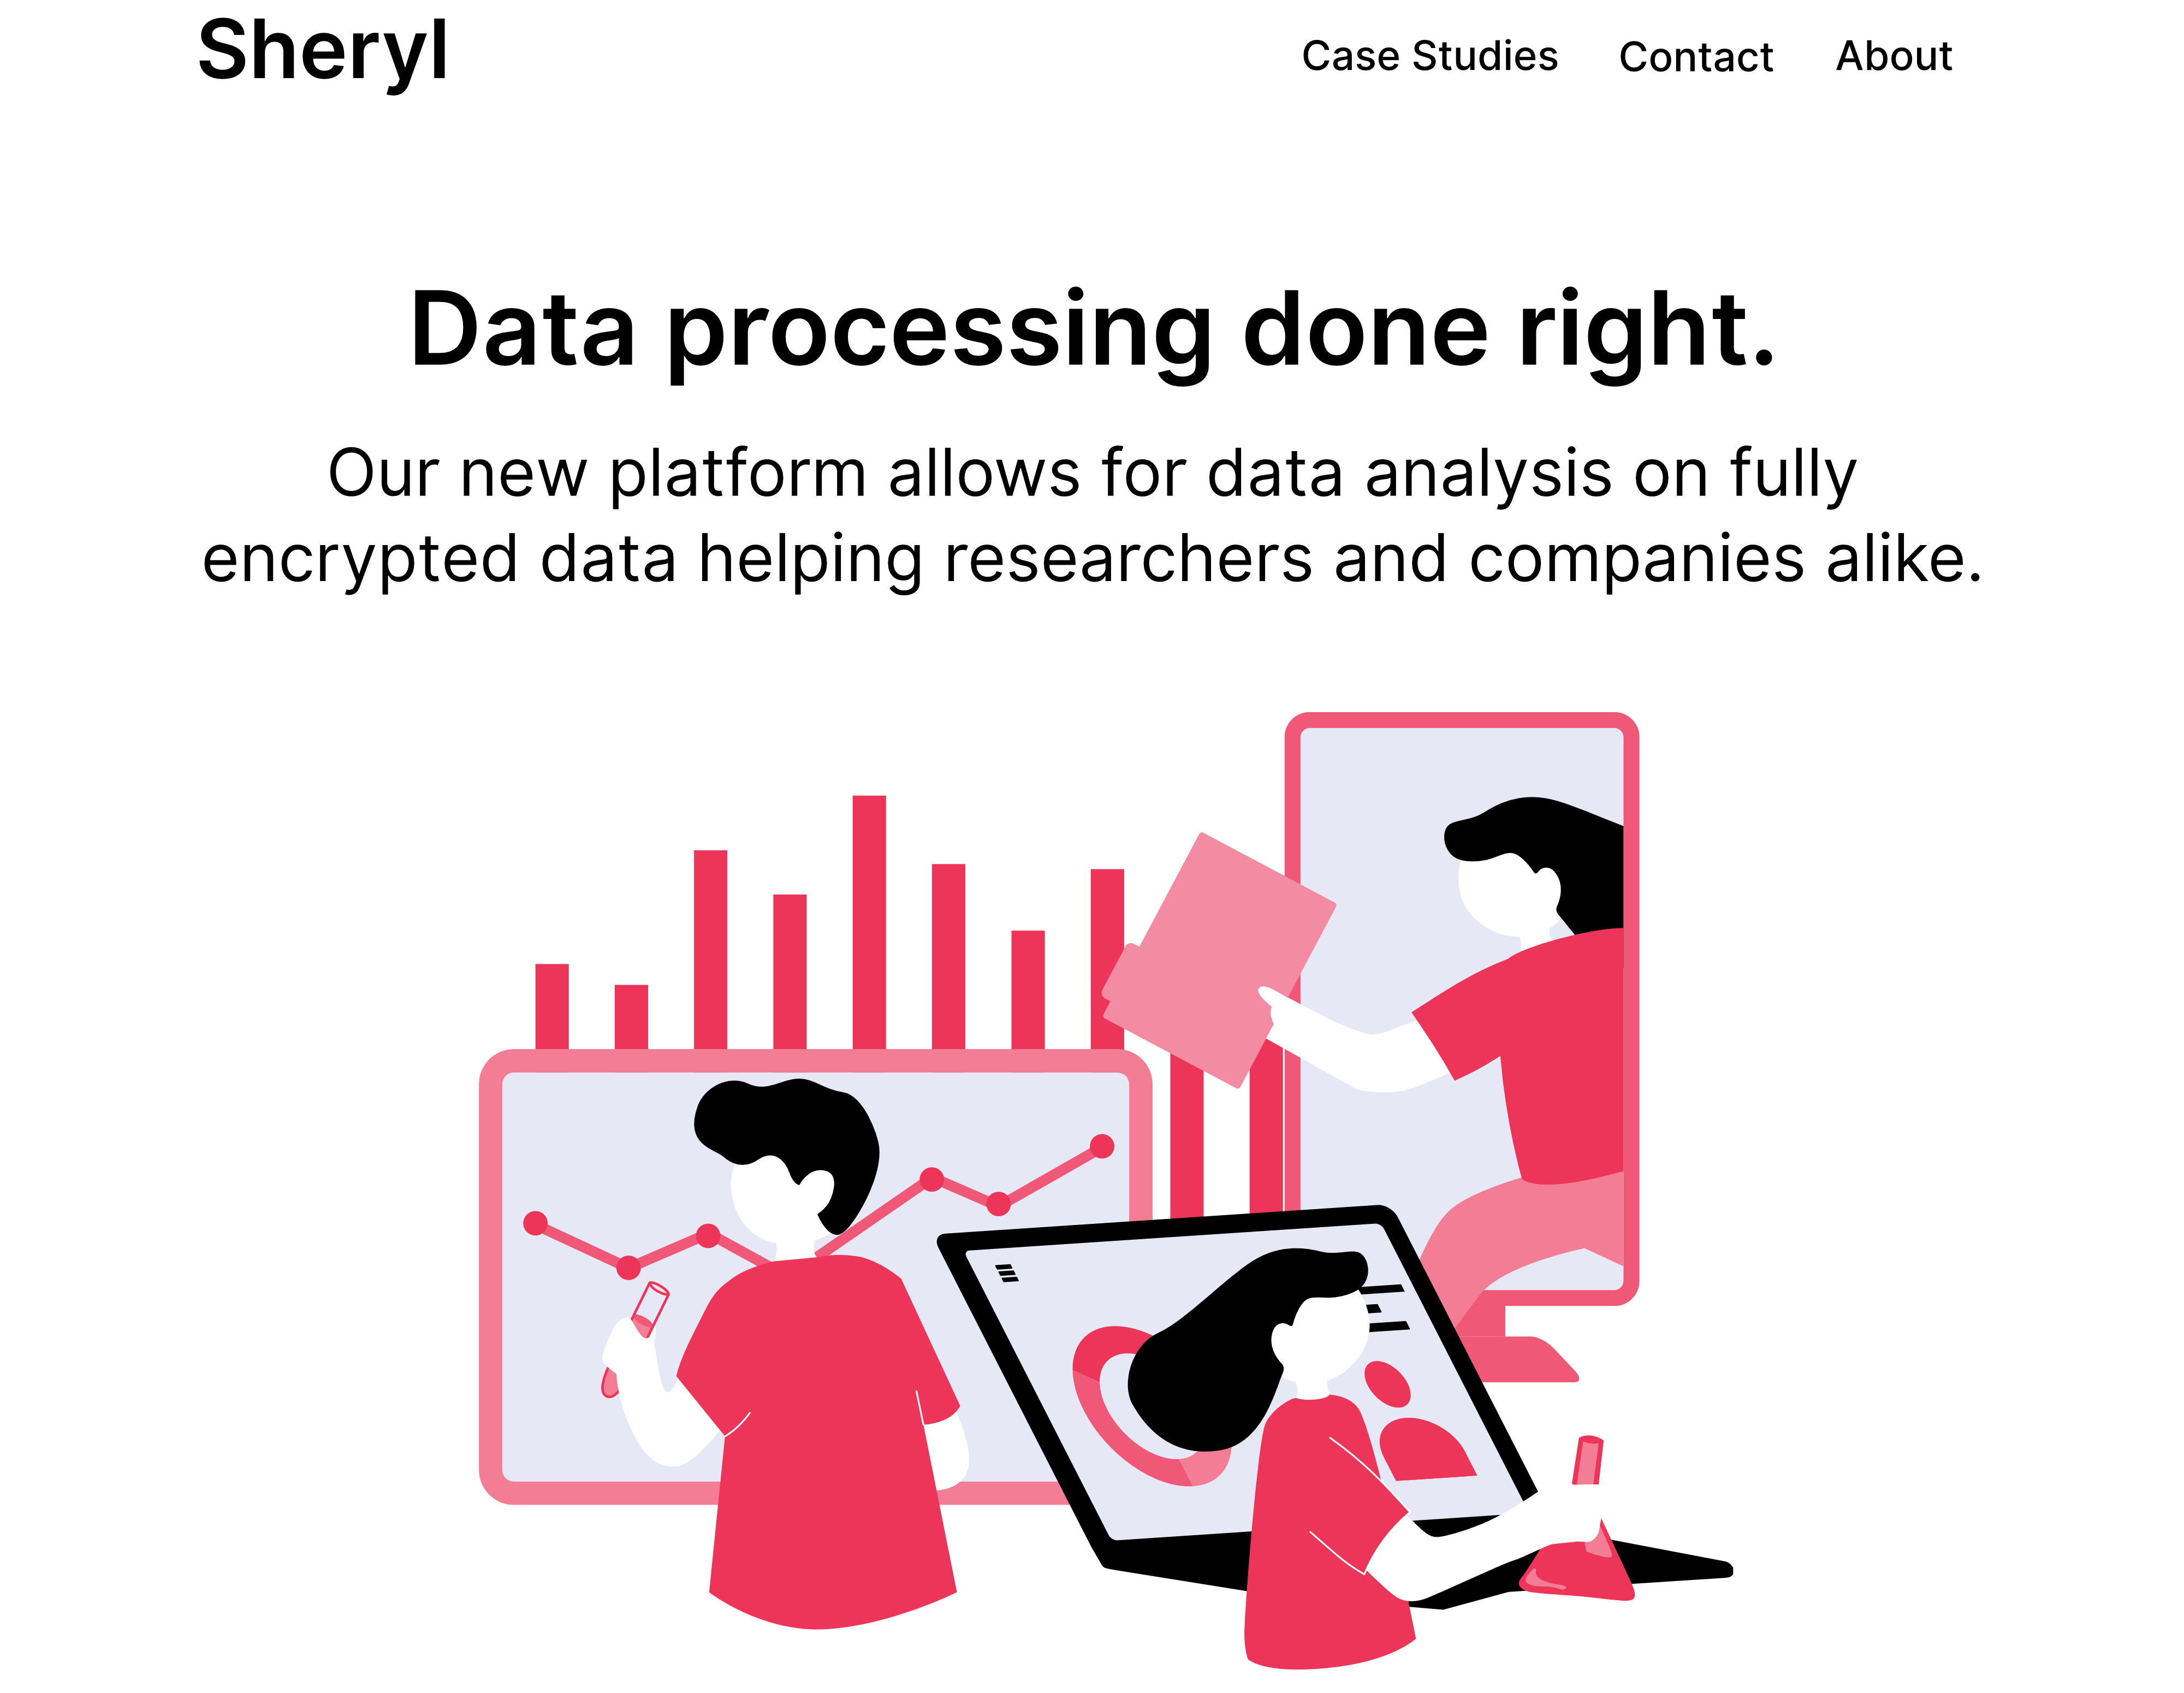 Sheryl
Case Studies Contact About
Data processing done right.
Our new platform allows for data analysis on fully
encrypted data helping researchers and companies alike.